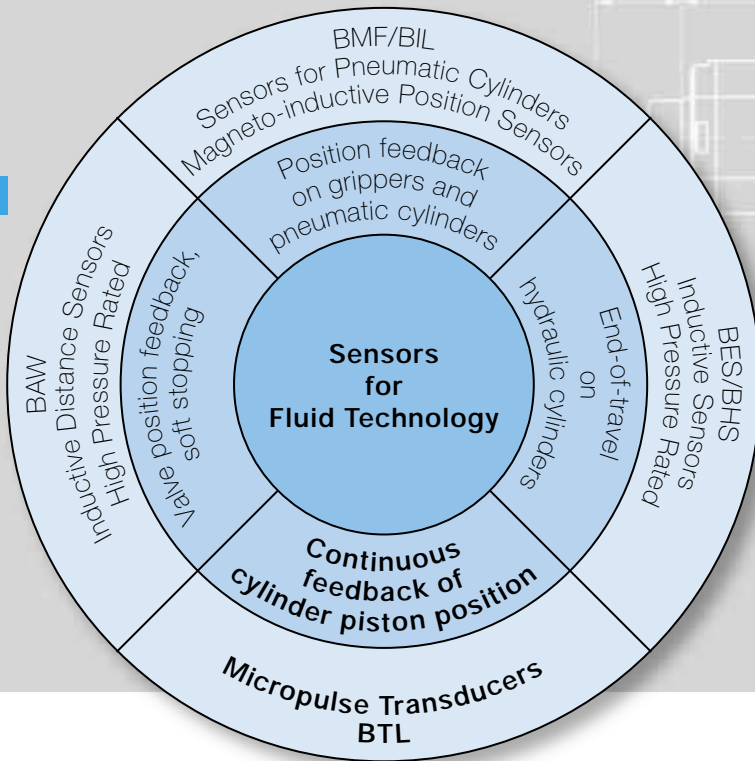 BMF/BIL
Sensors for Pneumatic Cylinders
Magneto-inductive Position Sensors
Position feedback
on grippers and
pneumatic cylinders
BAW
Inductive Distance Sensors
High Pressure Rated
Valve position feedback,
soft stopping
Sensors
for
Fluid Technology
End-of-travel
on
hydraulic cylinders
BES/BHS
Inductive Sensors
High Pressure Rated
Continuous
feedback of
cylinder piston position
Micropulse Transducers
BTL